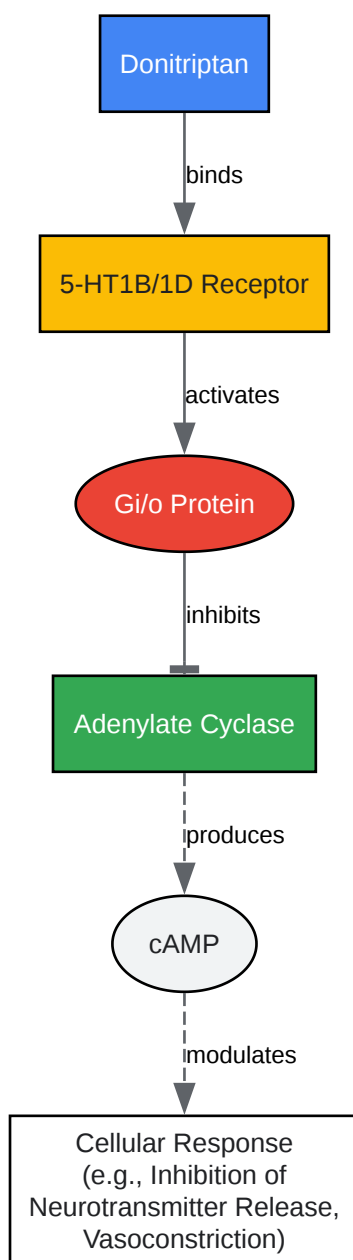 Donitriptan
binds
5-HT1B/1D Receptor
activates
Gi/o Protein
inhibits
Adenylate Cyclase
produces
cAMP
modulates
Cellular Response
(e.g., Inhibition of
Neurotransmitter Release,
Vasoconstriction)